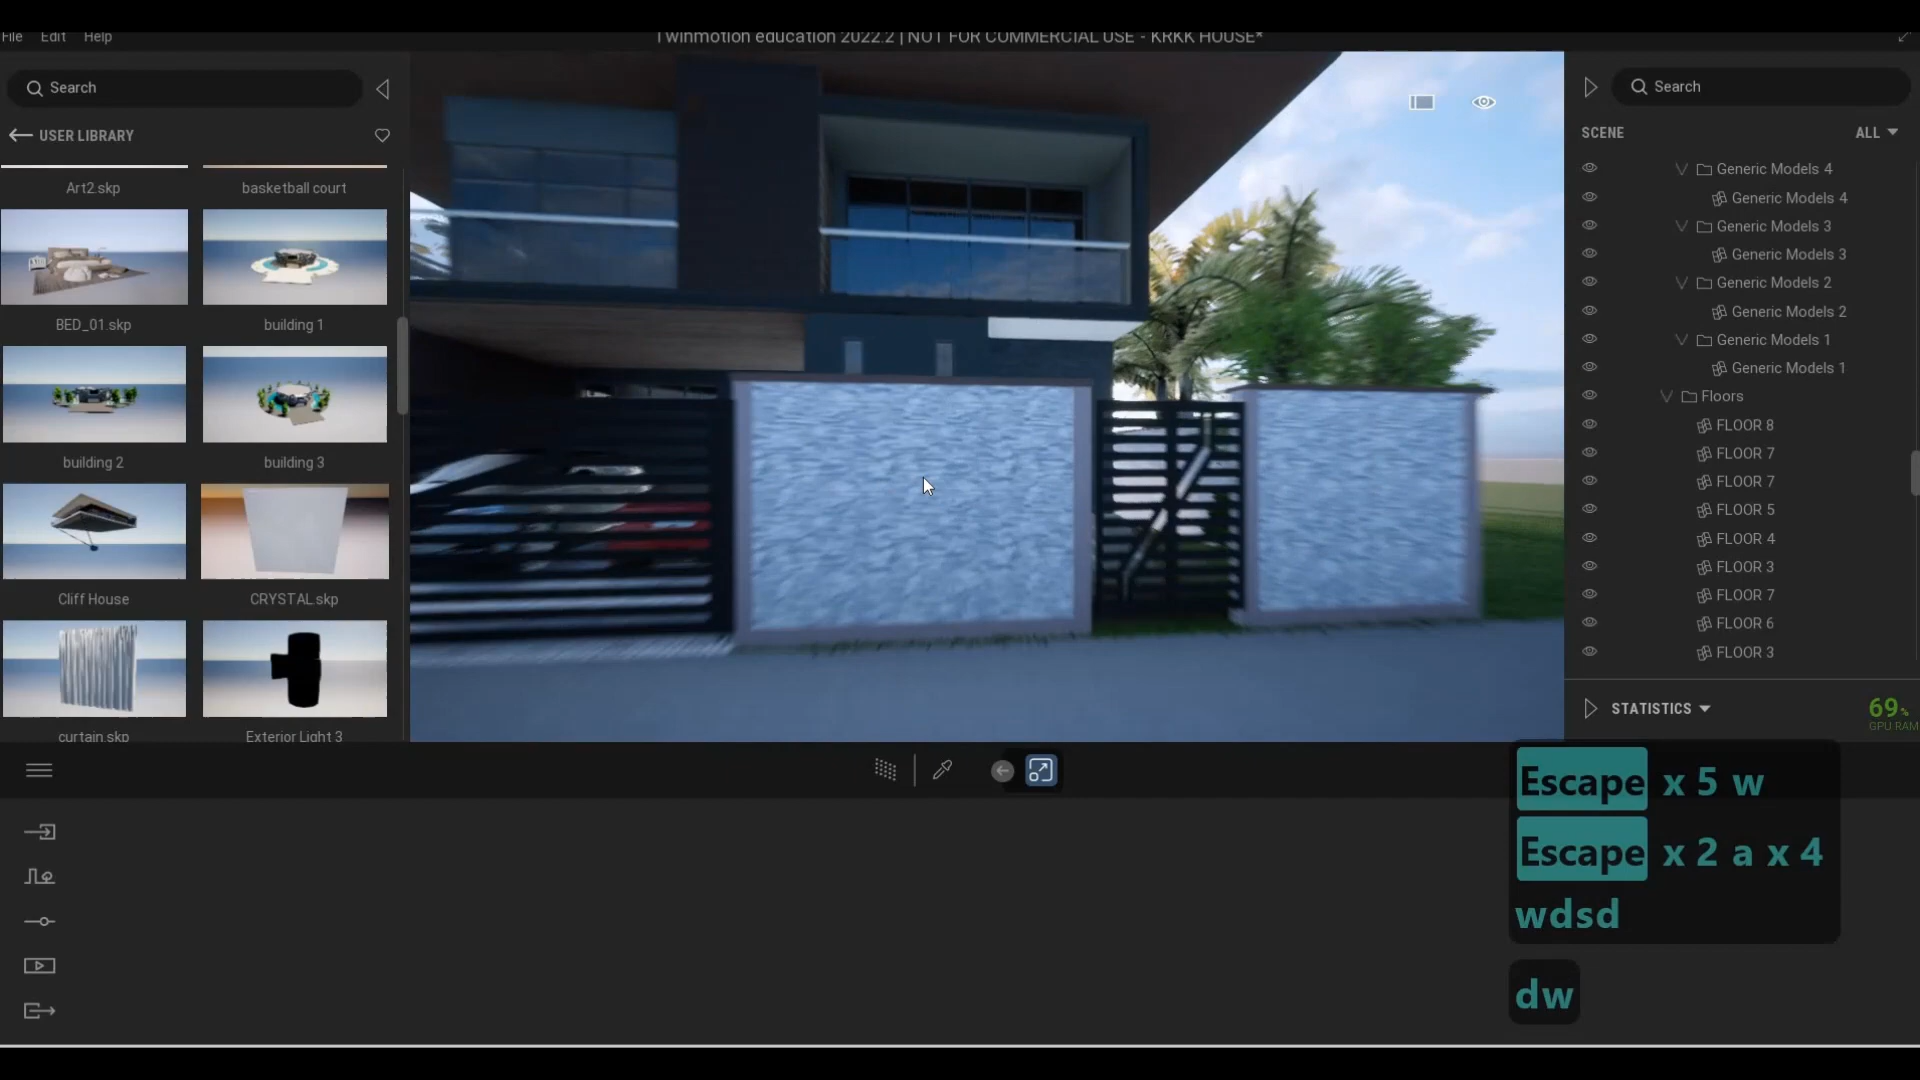 Twinmotion education 2022.2 | NOT FOR COMMERCIAL USE - KRKK HOUSE*
File Edit Help
Search
USER LIBRARY
Art2.skp
basketball court
BED_01.skp
building 1
building 2
building 3
Cliff House
CRYSTAL.skp
curtain.skp
Exterior Light 3
Search
SCENE
ALL
Generic Models 4
Generic Models 4
Generic Models 3
Generic Models 3
Generic Models 2
Generic Models 2
Generic Models 1
Generic Models 1
Floors
FLOOR 8
FLOOR 7
FLOOR 7
FLOOR 5
FLOOR 4
FLOOR 3
FLOOR 7
FLOOR 6
FLOOR 3
STATISTICS
69%
GPU RAM
Escape x 5 w
Escape x 2 a x 4
wdsd
dw